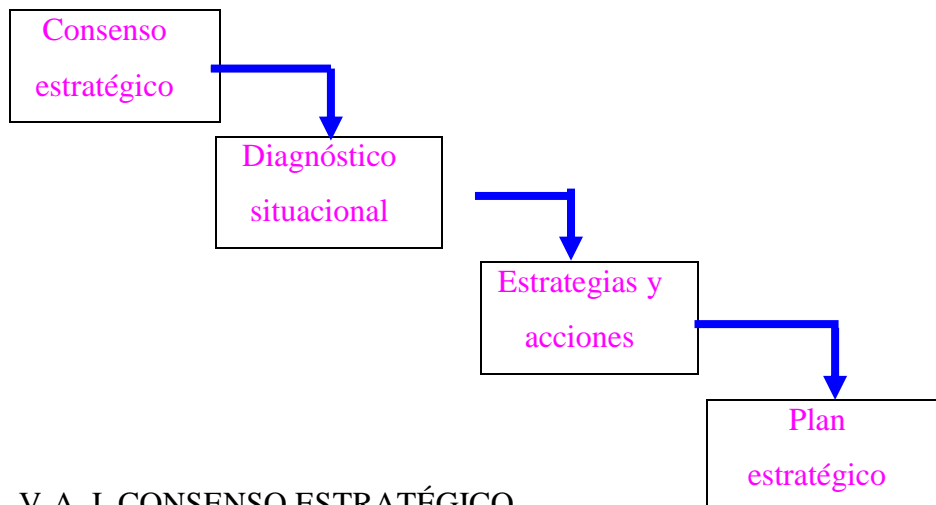 Consenso
estratégico
Diagnóstico
situacional
Estrategias y
acciones
Plan
estratégico
V. A. I. CONSENSO ESTRATÉGICO